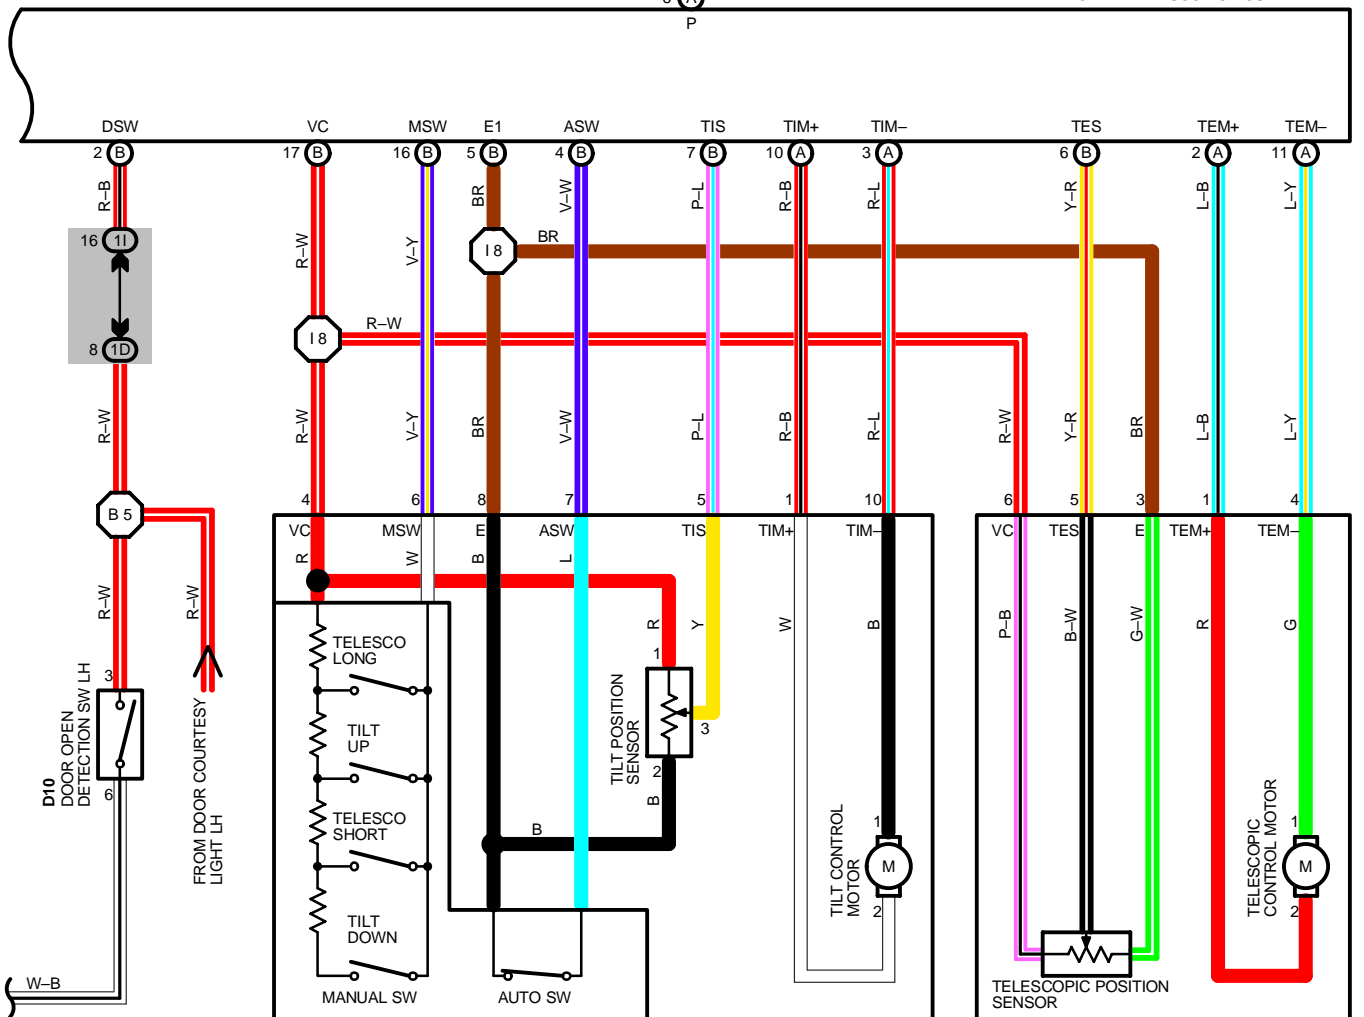 P
DSW VC MSW E1 ASW TIS TIM+ TIM– TES TEM+ TEM–
2 B 17 B 16 B 5 B 4 B 7 B 10 A 3 A 6 B 2 A 11 A
R–B BR V–W P–L R–B R–L Y–R L–B L–Y
16 1I
R–W V–Y I 8 BR
I 8 R–W
8 1D
R–W R–W V–Y BR V–W P–L R–B R–L R–W Y–R BR L–B L–Y
4 6 8 7 5 1 10 6 5 3 1 4
B 5
VC MSW E ASW TIS TIM+ TIM– VC TES E TEM+ TEM–
R W B L
R–W R–W R Y W B P–B B–W G–W R G
TELESCO
LONG
1
3
D10
DOOR OPEN
DETECTION SW LH
6
FROM DOOR COURTESY
LIGHT LH
TILT
UP
TILT POSITION
SENSOR
3
2
B
TELESCO
SHORT
B
TILT
DOWN
TILT CONTROL
MOTOR
1
M
2
TELESCOPIC
CONTROL MOTOR
1
M
2
W–B
MANUAL SW
AUTO SW
TELESCOPIC POSITION
SENSOR